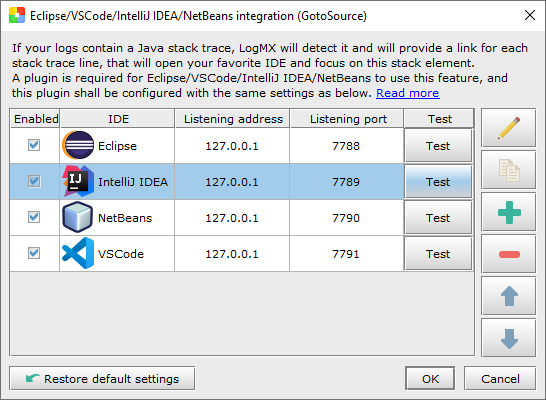 Eclipse/VSCode/IntelliJ IDEA/NetBeans integration (GotoSource)
If your logs contain a Java stack trace, LogMX will detect it and will provide a link for each
stack trace line, that will open your favorite IDE and focus on this stack element.
A plugin is required for Eclipse/VSCode/IntelliJ IDEA/NetBeans to use this feature, and
this plugin shall be configured with the same settings as below. Read more
Enabled IDE Listening address Listening port Test
Eclipse 127.0.0.1 7788 Test
IJ IntelliJ IDEA 127.0.0.1 7789 Test
NetBeans 127.0.0.1 7790 Test
VSCode 127.0.0.1 7791 Test
Restore default settings OK Cancel